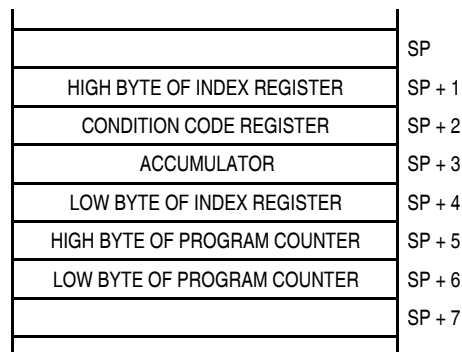 SP
HIGH BYTE OF INDEX REGISTER SP + 1
CONDITION CODE REGISTER SP + 2
ACCUMULATOR SP + 3
LOW BYTE OF INDEX REGISTER SP + 4
HIGH BYTE OF PROGRAM COUNTER SP + 5
LOW BYTE OF PROGRAM COUNTER SP + 6
SP + 7